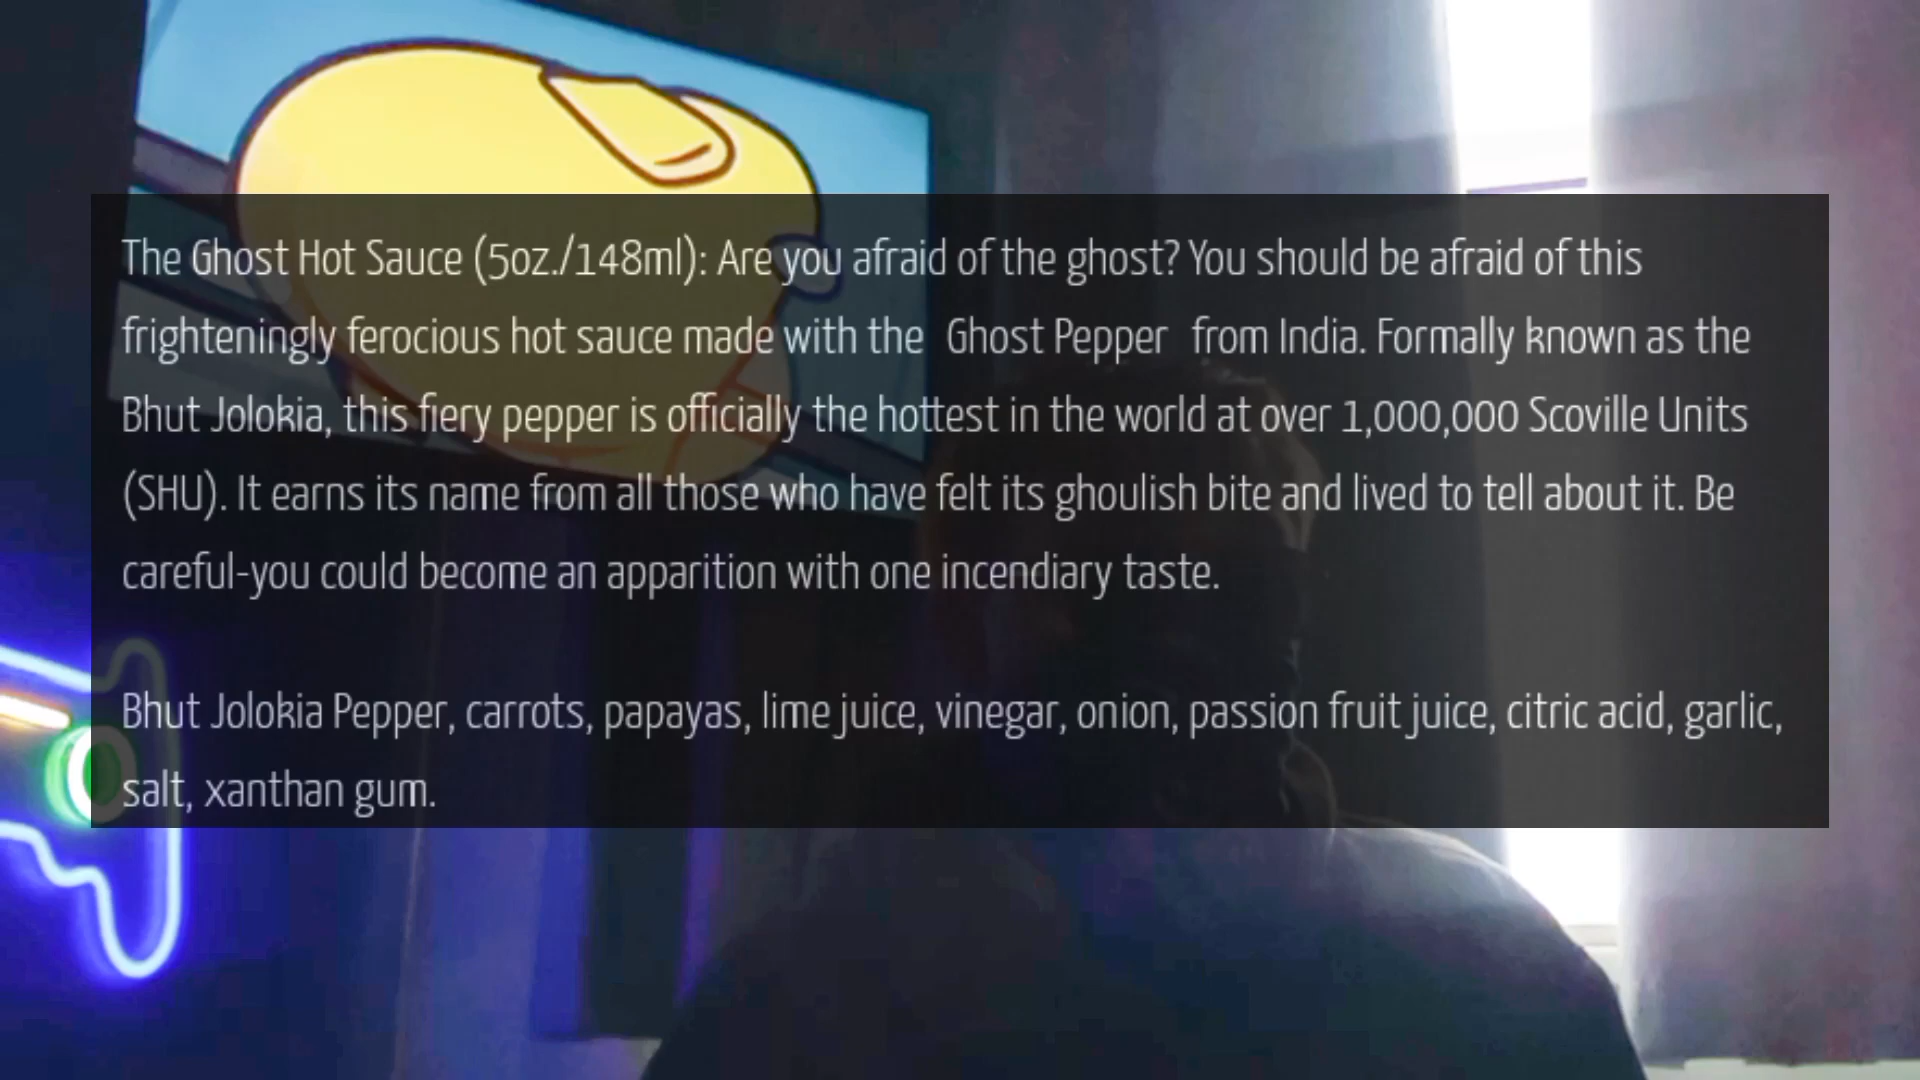 The Ghost Hot Sauce (5oz./148ml): Are you afraid of the ghost? You should be afraid of this
frighteningly ferocious hot sauce made with the Ghost Pepper from India. Formally known as the
Bhut Jolokia, this fiery pepper is officially the hottest in the world at over 1,000,000 Scoville Units
(SHU). It earns its name from all those who have felt its ghoulish bite and lived to tell about it. Be
careful-you could become an apparition with one incendiary taste.
Bhut Jolokia Pepper, carrots, papayas, lime juice, vinegar, onion, passion fruit juice, citric acid, garlic,
salt, xanthan gum.